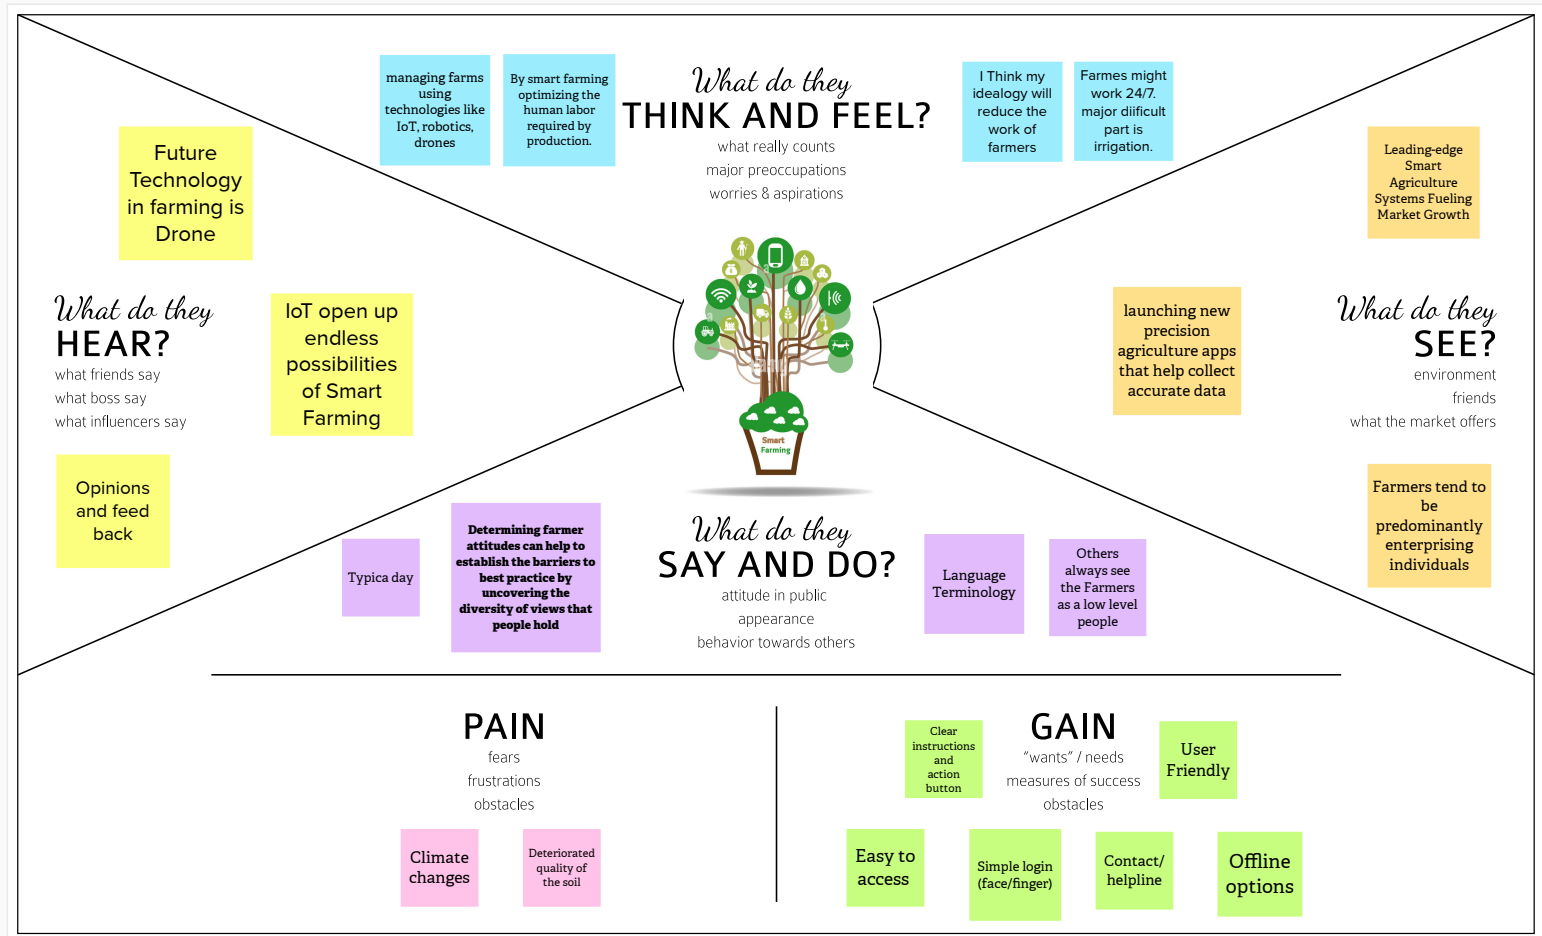 managing farms
using
technologies like
IoT, robotics,
drones
By smart farming
optimizing the
human labor
required by
production.
What do they
THINK AND FEEL?
what really counts
major preoccupations
worries & aspirations
I Think my
idealogy will
reduce the
work of
farmers
Farmes might
work 24/7.
major diificult
part is
irrigation.
Future
Technology
in farming is
Drone
What do they
HEAR?
what friends say
what boss say
what influencers say
IoT open up
endless
possibilities
of Smart
Farming
Opinions
and feed
back
Smart
Farming
Leading-edge
Smart
Agriculture
Systems Fueling
Market Growth
launching new
precision
agriculture apps
that help collect
accurate data
What do they
SEE?
environment
friends
what the market offers
Farmers tend to
be
predominantly
enterprising
individuals
Typica day
Determining farmer
attitudes can help to
establish the barriers to
best practice by
uncovering the
diversity of views that
people hold
What do they
SAY AND DO?
attitude in public
appearance
behavior towards others
Language
Terminology
Others
always see
the Farmers
as a low level
people
PAIN
fears
frustrations
obstacles
Climate
changes
Deteriorated
quality of
the soil
Clear
instructions
and
action
button
GAIN
"wants" / needs
measures of success
obstacles
User
Friendly
Easy to
access
Simple login
(face/finger)
Contact/
helpline
Offline
options